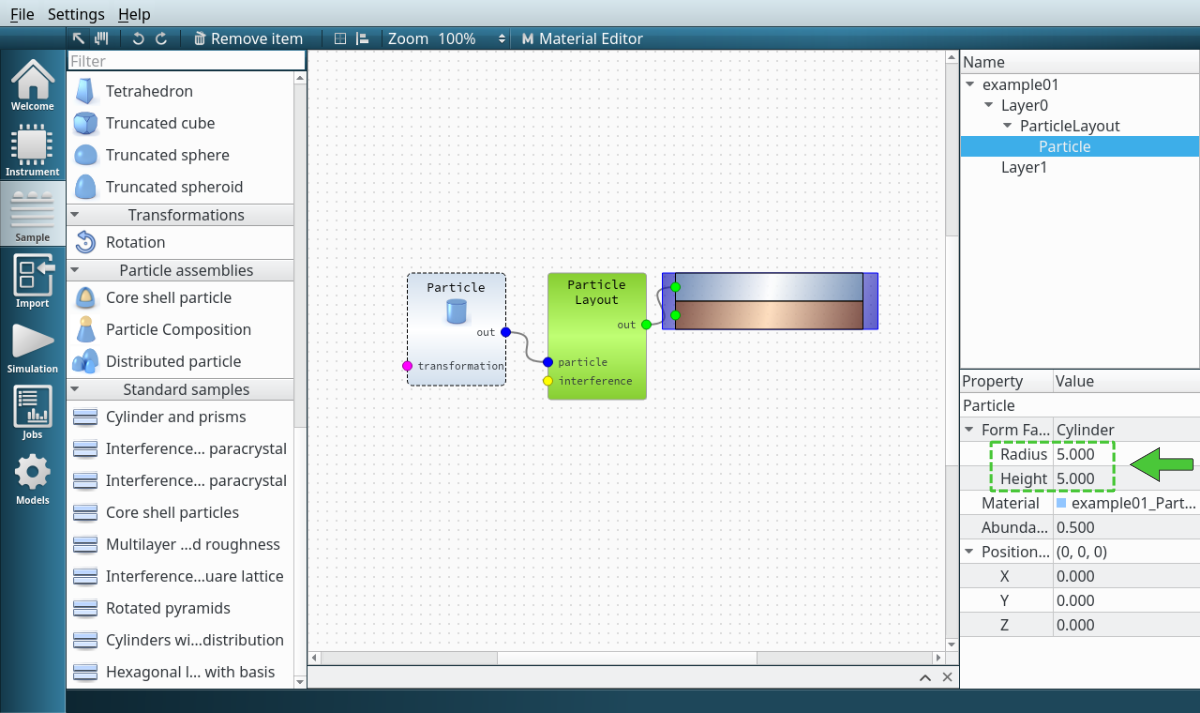 File Settings Help
Remove item Zoom 100% Material Editor
Welcome
Instrument
Sample
Import
Simulation
Jobs
Models
Filter
Tetrahedron
Truncated cube
Truncated sphere
Truncated spheroid
Transformations
Rotation
Particle assemblies
Core shell particle
Particle Composition
Distributed particle
Standard samples
Cylinder and prisms
Interference... paracrystal
Interference... paracrystal
Core shell particles
Multilayer ...d roughness
Interference...uare lattice
Rotated pyramids
Cylinders wi...distribution
Hexagonal l... with basis
Particle
out
transformation
Particle
Layout
out
particle
interference
Name
example01
Layer0
ParticleLayout
Particle
Layer1
Property Value
Particle
Form Fa... Cylinder
Radius 5.000
Height 5.000
Material example01_Part...
Abunda... 0.500
Position... (0, 0, 0)
X 0.000
Y 0.000
Z 0.000